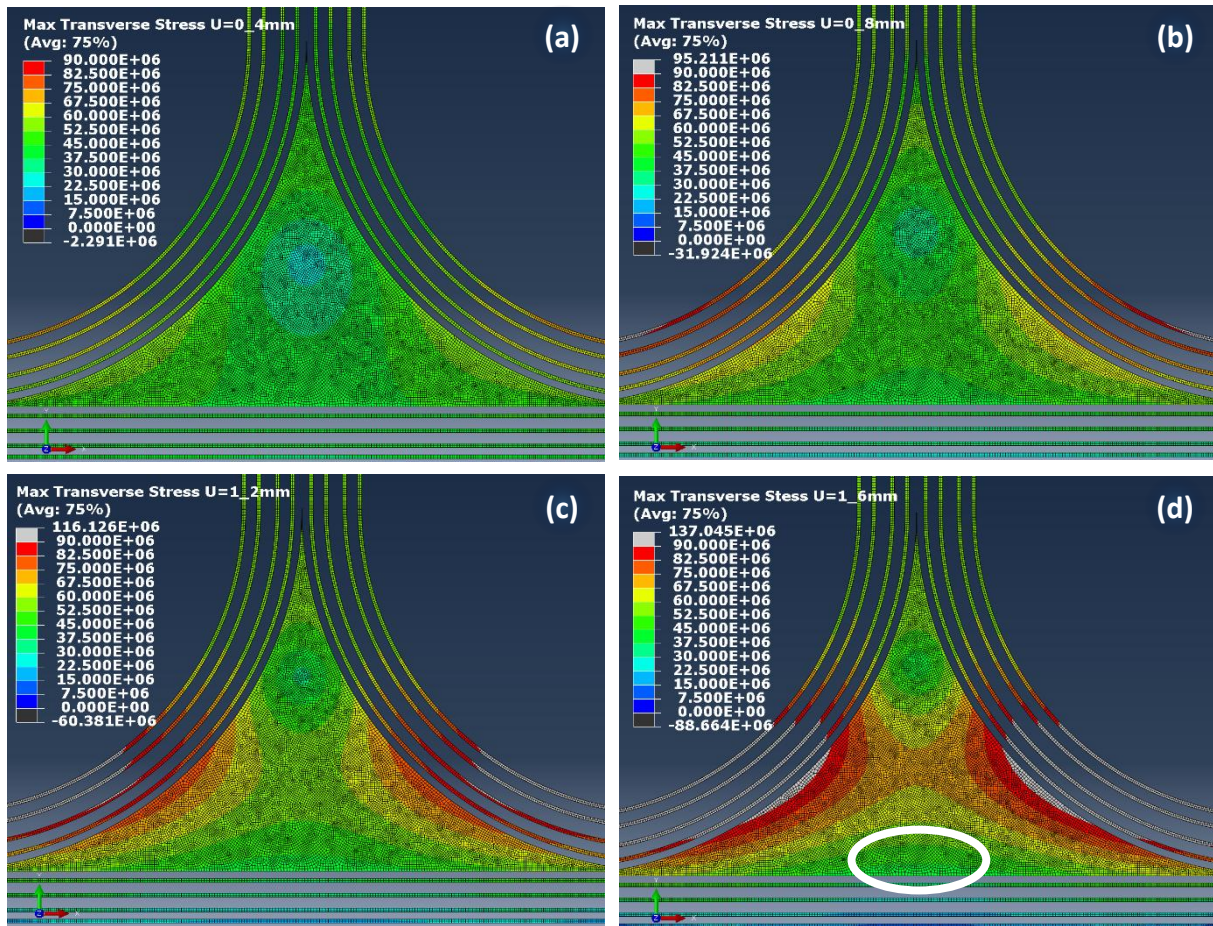 Max Transverse Stress U=0_4mm
(Avg: 75%)
90.000E+06
82.500E+06
75.000E+06
67.500E+06
60.000E+06
52.500E+06
45.000E+06
37.500E+06
30.000E+06
22.500E+06
15.000E+06
7.500E+06
0.000E+00
-2.291E+06
(a)
Max Transverse Stress U=0_8mm
(Avg: 75%)
95.211E+06
90.000E+06
82.500E+06
75.000E+06
67.500E+06
60.000E+06
52.500E+06
45.000E+06
37.500E+06
30.000E+06
22.500E+06
15.000E+06
7.500E+06
0.000E+00
-31.924E+06
(b)
Max Transverse Stress U=1_2mm
(Avg: 75%)
116.126E+06
90.000E+06
82.500E+06
75.000E+06
67.500E+06
60.000E+06
52.500E+06
45.000E+06
37.500E+06
30.000E+06
22.500E+06
15.000E+06
7.500E+06
0.000E+00
-60.381E+06
(c)
Max Transverse Stess U=1_6mm
(Avg: 75%)
137.045E+06
90.000E+06
82.500E+06
75.000E+06
67.500E+06
60.000E+06
52.500E+06
45.000E+06
37.500E+06
30.000E+06
22.500E+06
15.000E+06
7.500E+06
0.000E+00
-88.664E+06
(d)